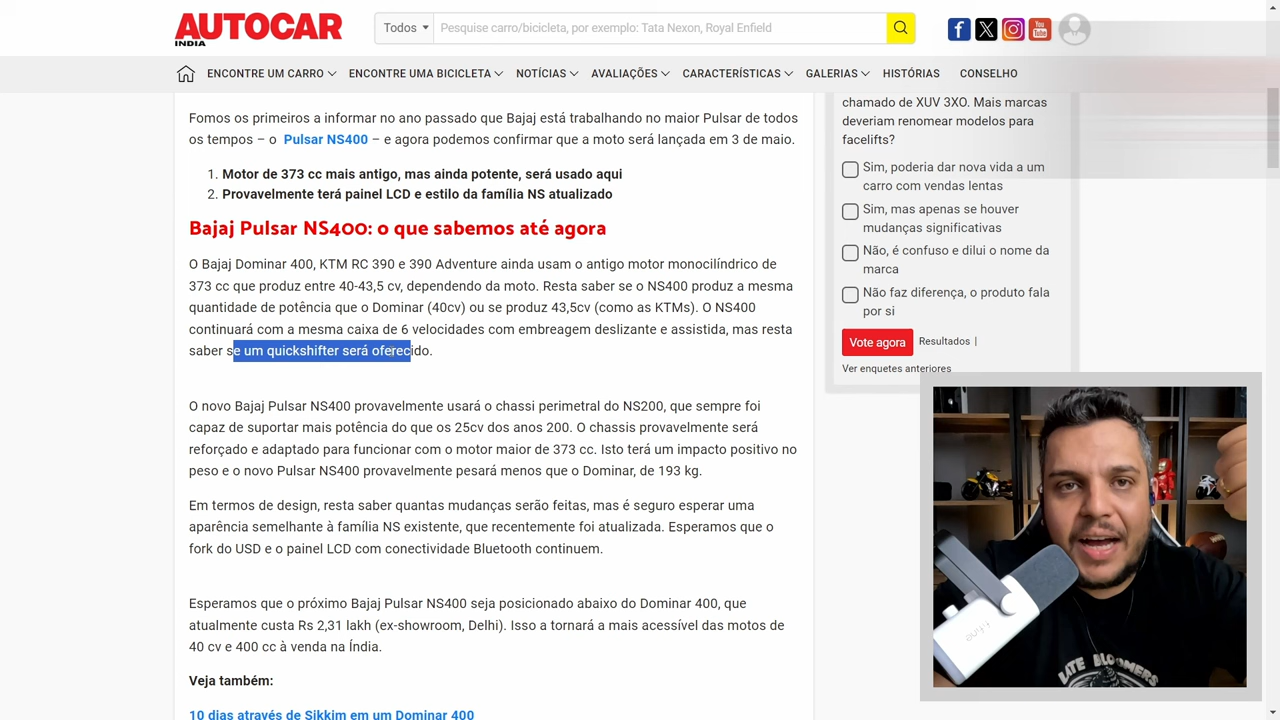 AUTOCAR
INDIA
Todos
Pesquise carro/bicicleta, por exemplo: Tata Nexon, Royal Enfield
ENCONTRE UM CARRO
ENCONTRE UMA BICICLETA
NOTÍCIAS
AVALIAÇÕES
CARACTERÍSTICAS
GALERIAS
HISTÓRIAS
CONSELHO
Fomos os primeiros a informar no ano passado que Bajaj está trabalhando no maior Pulsar de todos
os tempos – o Pulsar NS400 – e agora podemos confirmar que a moto será lançada em 3 de maio.
1. Motor de 373 cc mais antigo, mas ainda potente, será usado aqui
2. Provavelmente terá painel LCD e estilo da família NS atualizado
Bajaj Pulsar NS400: o que sabemos até agora
O Bajaj Dominar 400, KTM RC 390 e 390 Adventure ainda usam o antigo motor monocilíndrico de
373 cc que produz entre 40-43,5 cv, dependendo da moto. Resta saber se o NS400 produz a mesma
quantidade de potência que o Dominar (40cv) ou se produz 43,5cv (como as KTMs). O NS400
continuará com a mesma caixa de 6 velocidades com embreagem deslizante e assistida, mas resta
saber se um quickshifter será oferecido.
O novo Bajaj Pulsar NS400 provavelmente usará o chassi perimetral do NS200, que sempre foi
capaz de suportar mais potência do que os 25cv dos anos 200. O chassis provavelmente será
reforçado e adaptado para funcionar com o motor maior de 373 cc. Isto terá um impacto positivo no
peso e o novo Pulsar NS400 provavelmente pesará menos que o Dominar, de 193 kg.
Em termos de design, resta saber quantas mudanças serão feitas, mas é seguro esperar uma
aparência semelhante à família NS existente, que recentemente foi atualizada. Esperamos que o
fork do USD e o painel LCD com conectividade Bluetooth continuem.
Esperamos que o próximo Bajaj Pulsar NS400 seja posicionado abaixo do Dominar 400, que
atualmente custa Rs 2,31 lakh (ex-showroom, Delhi). Isso a tornará a mais acessível das motos de
40 cv e 400 cc à venda na Índia.
Veja também:
10 dias através de Sikkim em um Dominar 400
chamado de XUV 3XO. Mais marcas
deveriam renomear modelos para
facelifts?
Sim, poderia dar nova vida a um
carro com vendas lentas
Sim, mas apenas se houver
mudanças significativas
Não, é confuso e dilui o nome da
marca
Não faz diferença, o produto fala
por si
Vote agora Resultados |
Ver enquetes anteriores
fifine
LATE BLOOMERS